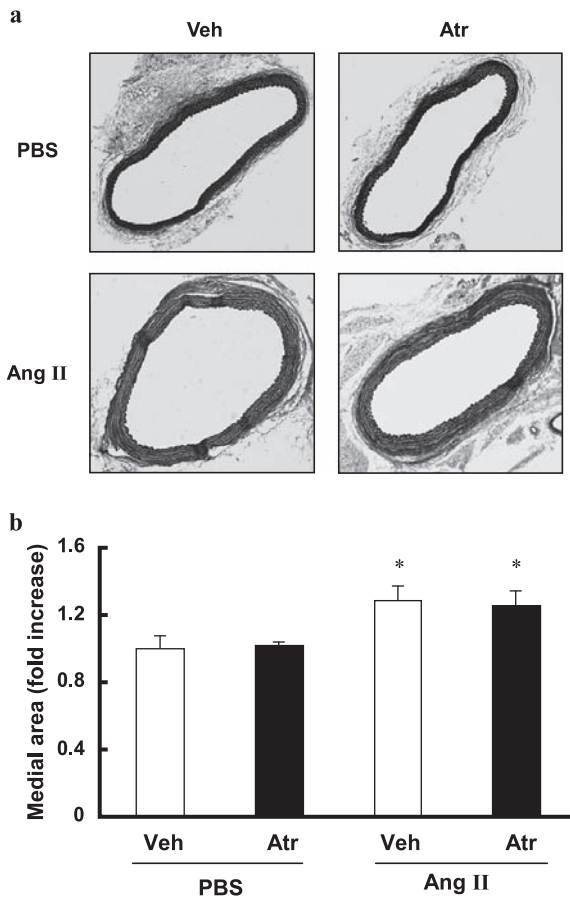 a
Veh Atr
PBS
Ang II
b
Medial area (fold increase)
1.6
1.2
0.8
0.4
0
* *
Veh Atr Veh Atr
PBS Ang II